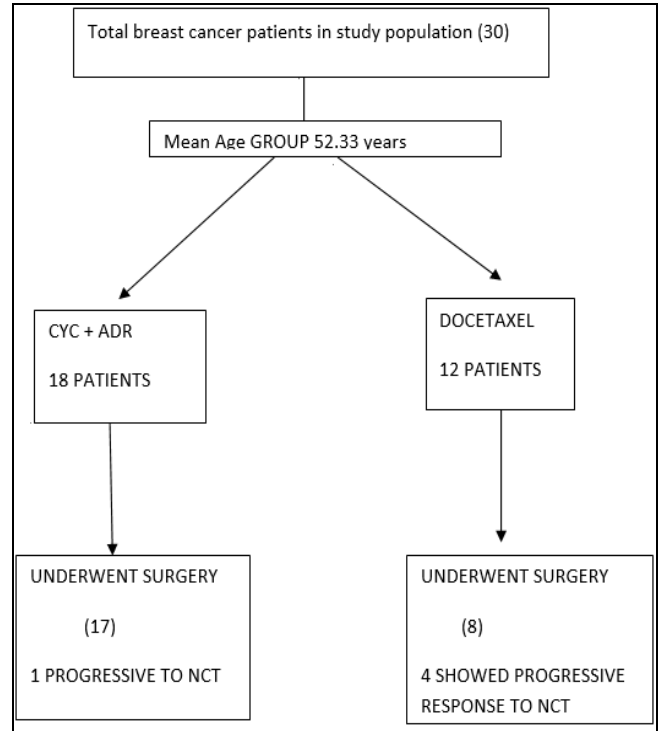 Total breast cancer patients in study population (30)
Mean Age GROUP 52.33 years
CYC + ADR
18 PATIENTS
DOCETAXEL
12 PATIENTS
UNDERWENT SURGERY
(17)
1 PROGRESSIVE TO NCT
UNDERWENT SURGERY
(8)
4 SHOWED PROGRESSIVE
RESPONSE TO NCT